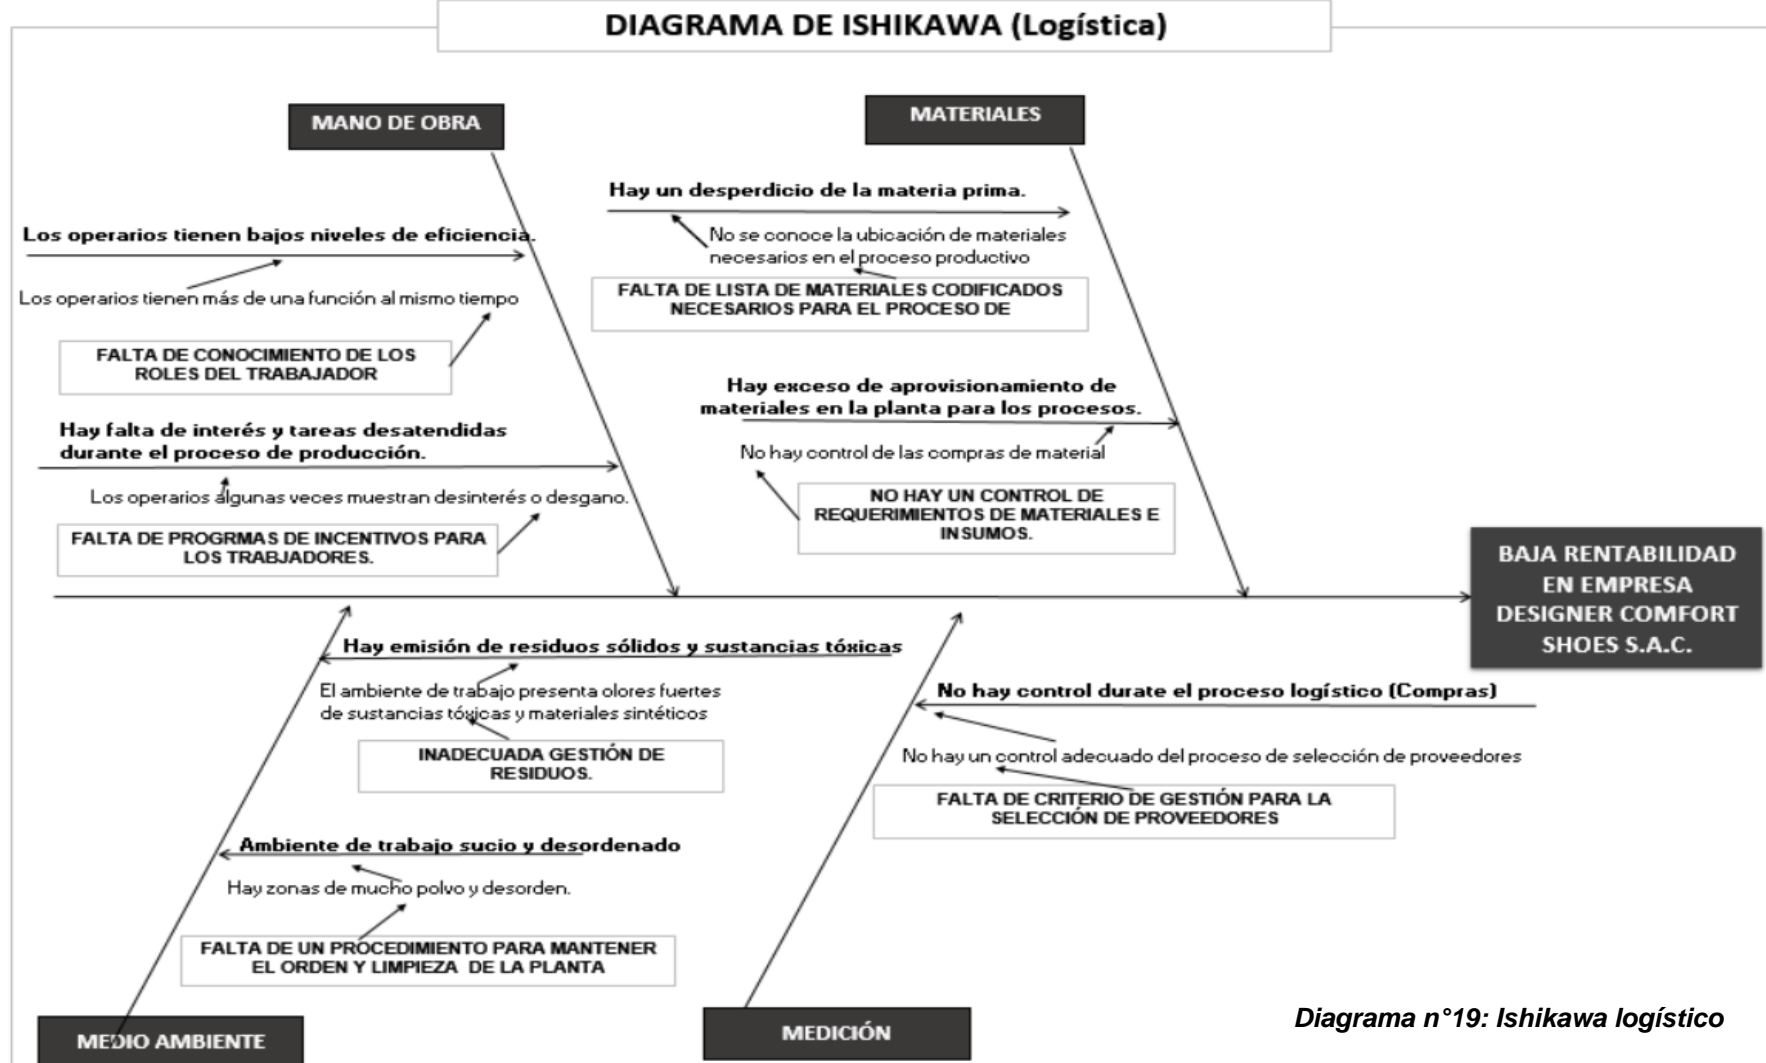 DIAGRAMA DE ISHIKAWA (Logística)
MANO DE OBRA
MATERIALES
Los operarios tienen bajos niveles de eficiencia.
Los operarios tienen más de una función al mismo tiempo
FALTA DE CONOCIMIENTO DE LOS
ROLES DEL TRABAJADOR
Hay falta de interés y tareas desatendidas
durante el proceso de producción.
Los operarios algunas veces muestran desinterés o desgano.
FALTA DE PROGRMAS DE INCENTIVOS PARA
LOS TRABJADORES.
Hay un desperdicio de la materia prima.
No se conoce la ubicación de materiales
necesarios en el proceso productivo
FALTA DE LISTA DE MATERIALES CODIFICADOS
NECESARIOS PARA EL PROCESO DE
Hay exceso de aprovisionamiento de
materiales en la planta para los procesos.
No hay control de las compras de material
NO HAY UN CONTROL DE
REQUERIMIENTOS DE MATERIALES E
INSUMOS.
BAJA RENTABILIDAD
EN EMPRESA
DESIGNER COMFORT
SHOES S.A.C.
Hay emisión de residuos sólidos y sustancias tóxicas
El ambiente de trabajo presenta olores fuertes
de sustancias tóxicas y materiales sintéticos
INADECUADA GESTIÓN DE
RESIDUOS.
Ambiente de trabajo sucio y desordenado
Hay zonas de mucho polvo y desorden.
FALTA DE UN PROCEDIMIENTO PARA MANTENER
EL ORDEN Y LIMPIEZA DE LA PLANTA
No hay control durate el proceso logístico (Compras)
No hay un control adecuado del proceso de selección de proveedores
FALTA DE CRITERIO DE GESTIÓN PARA LA
SELECCIÓN DE PROVEEDORES
MEDIO AMBIENTE
MEDICIÓN
Diagrama n°19: Ishikawa logístico